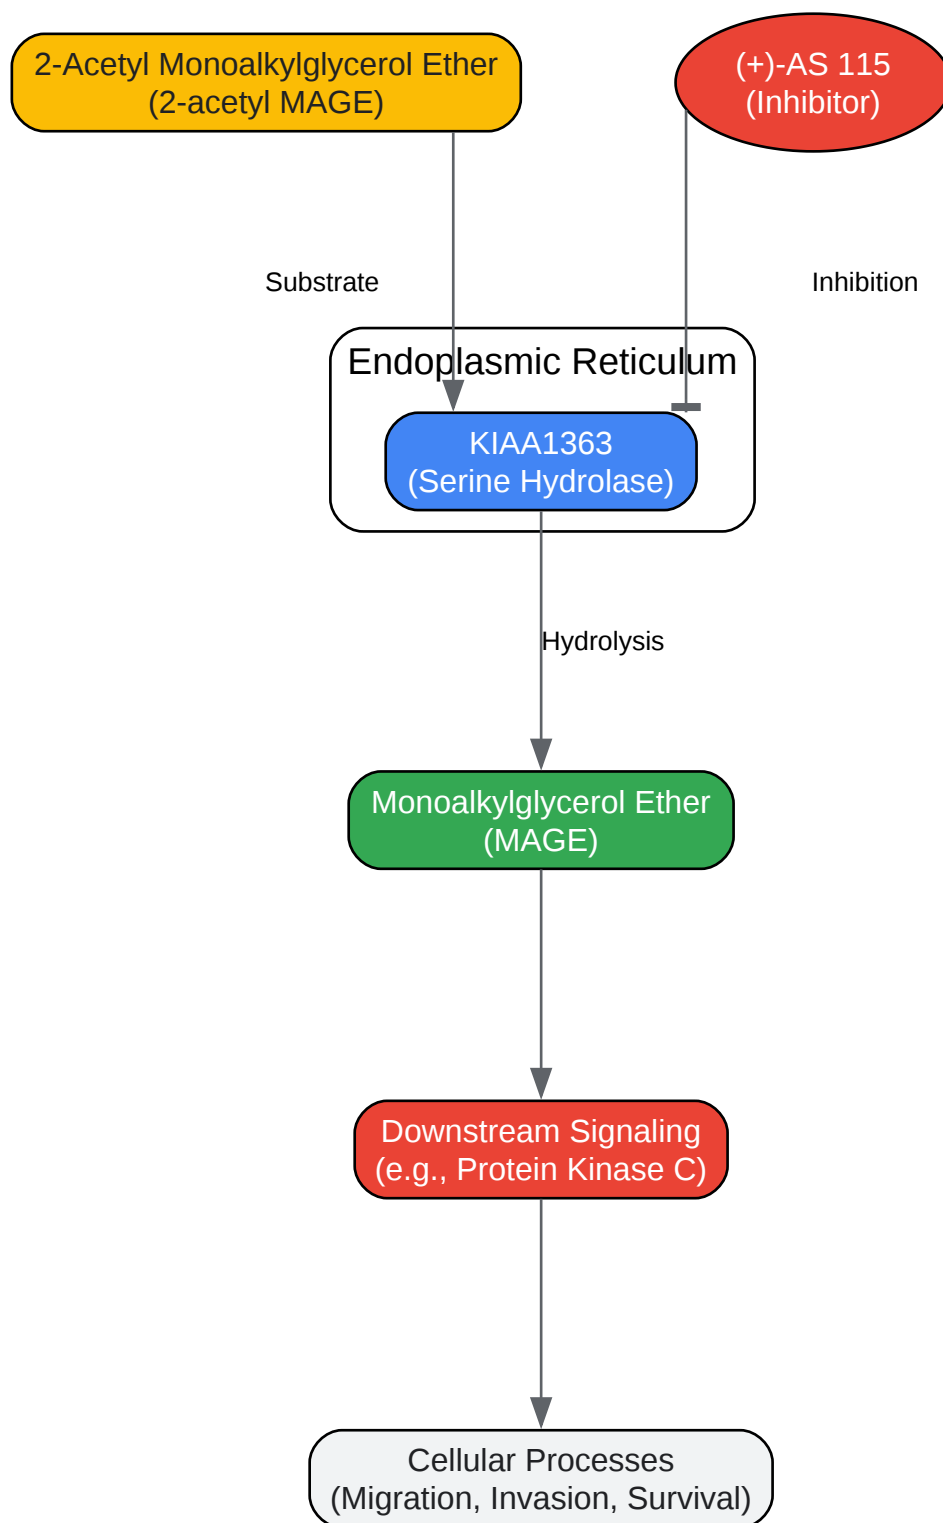 2-Acetyl Monoalkylglycerol Ether
(2-acetyl MAGE)
(+)-AS 115
(Inhibitor)
Substrate
Inhibition
Endoplasmic Reticulum
KIAA1363
(Serine Hydrolase)
Hydrolysis
Monoalkylglycerol Ether
(MAGE)
Downstream Signaling
(e.g., Protein Kinase C)
Cellular Processes
(Migration, Invasion, Survival)